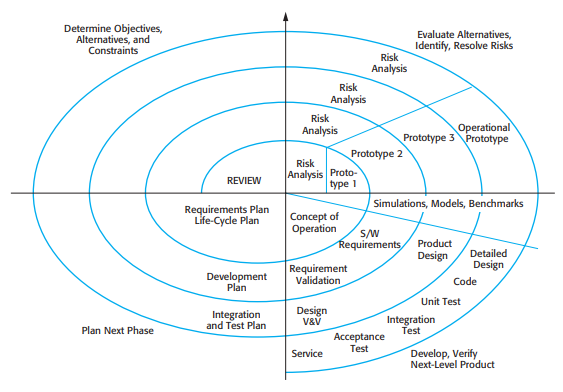 Determine Objectives,
Alternatives, and
Constraints
Evaluate Alternatives,
Identify, Resolve Risks
Risk
Analysis
Risk
Analysis
Risk
Analysis
Risk
Analysis
Operational
Prototype
Prototype 3
Prototype 2
Proto-
type 1
REVIEW
Simulations, Models, Benchmarks
Requirements Plan
Life-Cycle Plan
Concept of
Operation
S/W
Requirements
Product
Design
Detailed
Design
Development
Plan
Requirement
Validation
Code
Unit Test
Integration
and Test Plan
Design
V&V
Integration
Test
Plan Next Phase
Acceptance
Test
Service
Develop, Verify
Next-Level Product